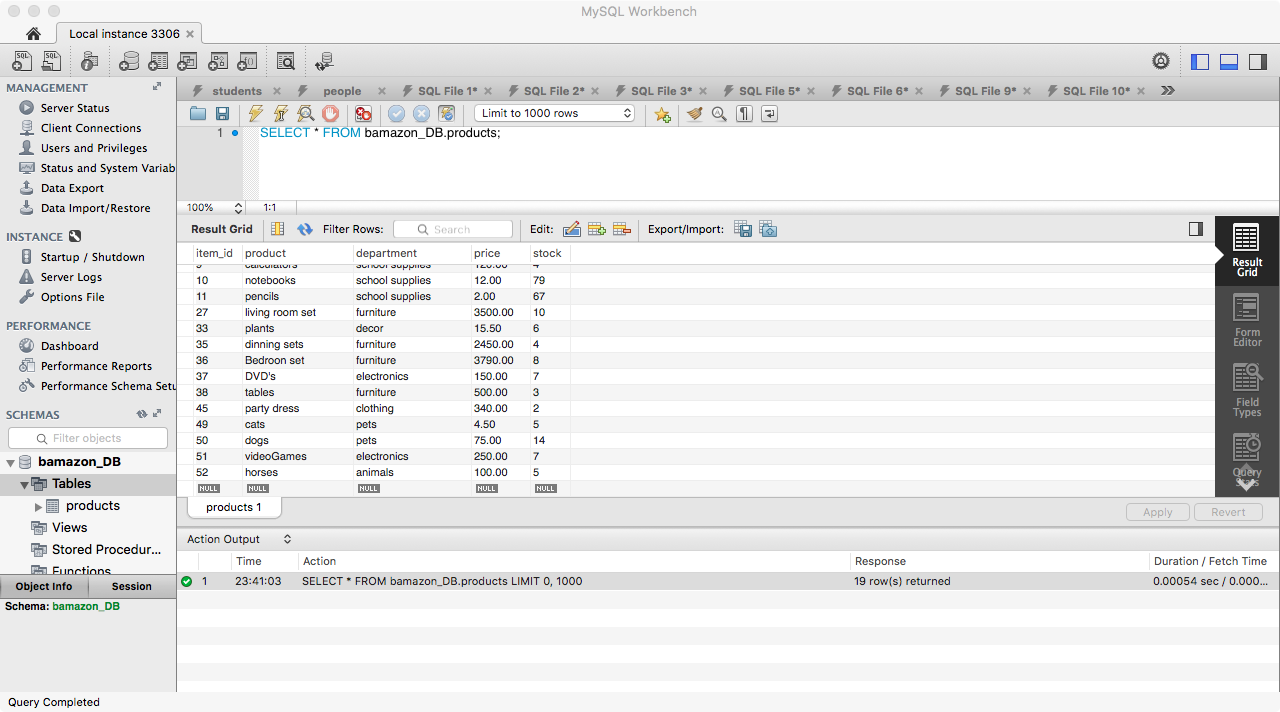 MySQL Workbench
Local instance 3306
MANAGEMENT
Server Status
Client Connections
Users and Privileges
Status and System Variab
Data Export
Data Import/Restore
INSTANCE
Startup / Shutdown
Server Logs
Options File
PERFORMANCE
Dashboard
Performance Reports
Performance Schema Setu
SCHEMAS
Filter objects
bamazon_DB
Tables
products
Views
Stored Procedur...
Functions
Object Info Session
Schema: bamazon_DB
students people SQL File 1* SQL File 2* SQL File 3* SQL File 5* SQL File 6* SQL File 9* SQL File 10*
Limit to 1000 rows
1 SELECT * FROM bamazon_DB.products;
100% 1:1
Result Grid Filter Rows: Search Edit: Export/Import:
item_id product department price stock
9 calculators school supplies 120.00 4
10 notebooks school supplies 12.00 79
11 pencils school supplies 2.00 67
27 living room set furniture 3500.00 10
33 plants decor 15.50 6
35 dinning sets furniture 2450.00 4
36 Bedroon set furniture 3790.00 8
37 DVD's electronics 150.00 7
38 tables furniture 500.00 3
45 party dress clothing 340.00 2
49 cats pets 4.50 5
50 dogs pets 75.00 14
51 videoGames electronics 250.00 7
52 horses animals 100.00 5
NULL NULL NULL NULL NULL
Result
Grid
Form
Editor
Field
Types
Query
Stats
products 1 Apply Revert
Action Output
Time Action Response Duration / Fetch Time
1 23:41:03 SELECT * FROM bamazon_DB.products LIMIT 0, 1000 19 row(s) returned 0.00054 sec / 0.000...
Query Completed